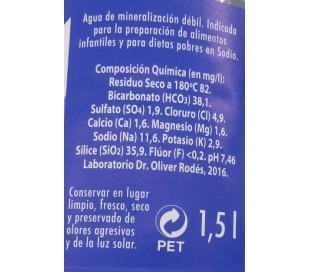 Agua de mineralización débil. Indicada
para la preparación de alimentos
infantiles y para dietas pobres en Sodio.
Composición Química (en mg/l):
Residuo Seco a 180ºC 82.
Bicarbonato (HCO3) 38,1.
Sulfato (SO4) 1,9. Cloruro (Cl) 4,9.
Calcio (Ca) 1,6. Magnesio (Mg) 1,6.
Sodio (Na) 11,6. Potasio (K) 2,9.
Sílice (SiO2) 35,9. Flúor (F) <0,2. pH 7,46
Laboratorio Dr. Oliver Rodés, 2016.
Conservar en lugar
limpio, fresco, seco
y preservado de
olores agresivos
y de la luz solar.
PET
1,5 l